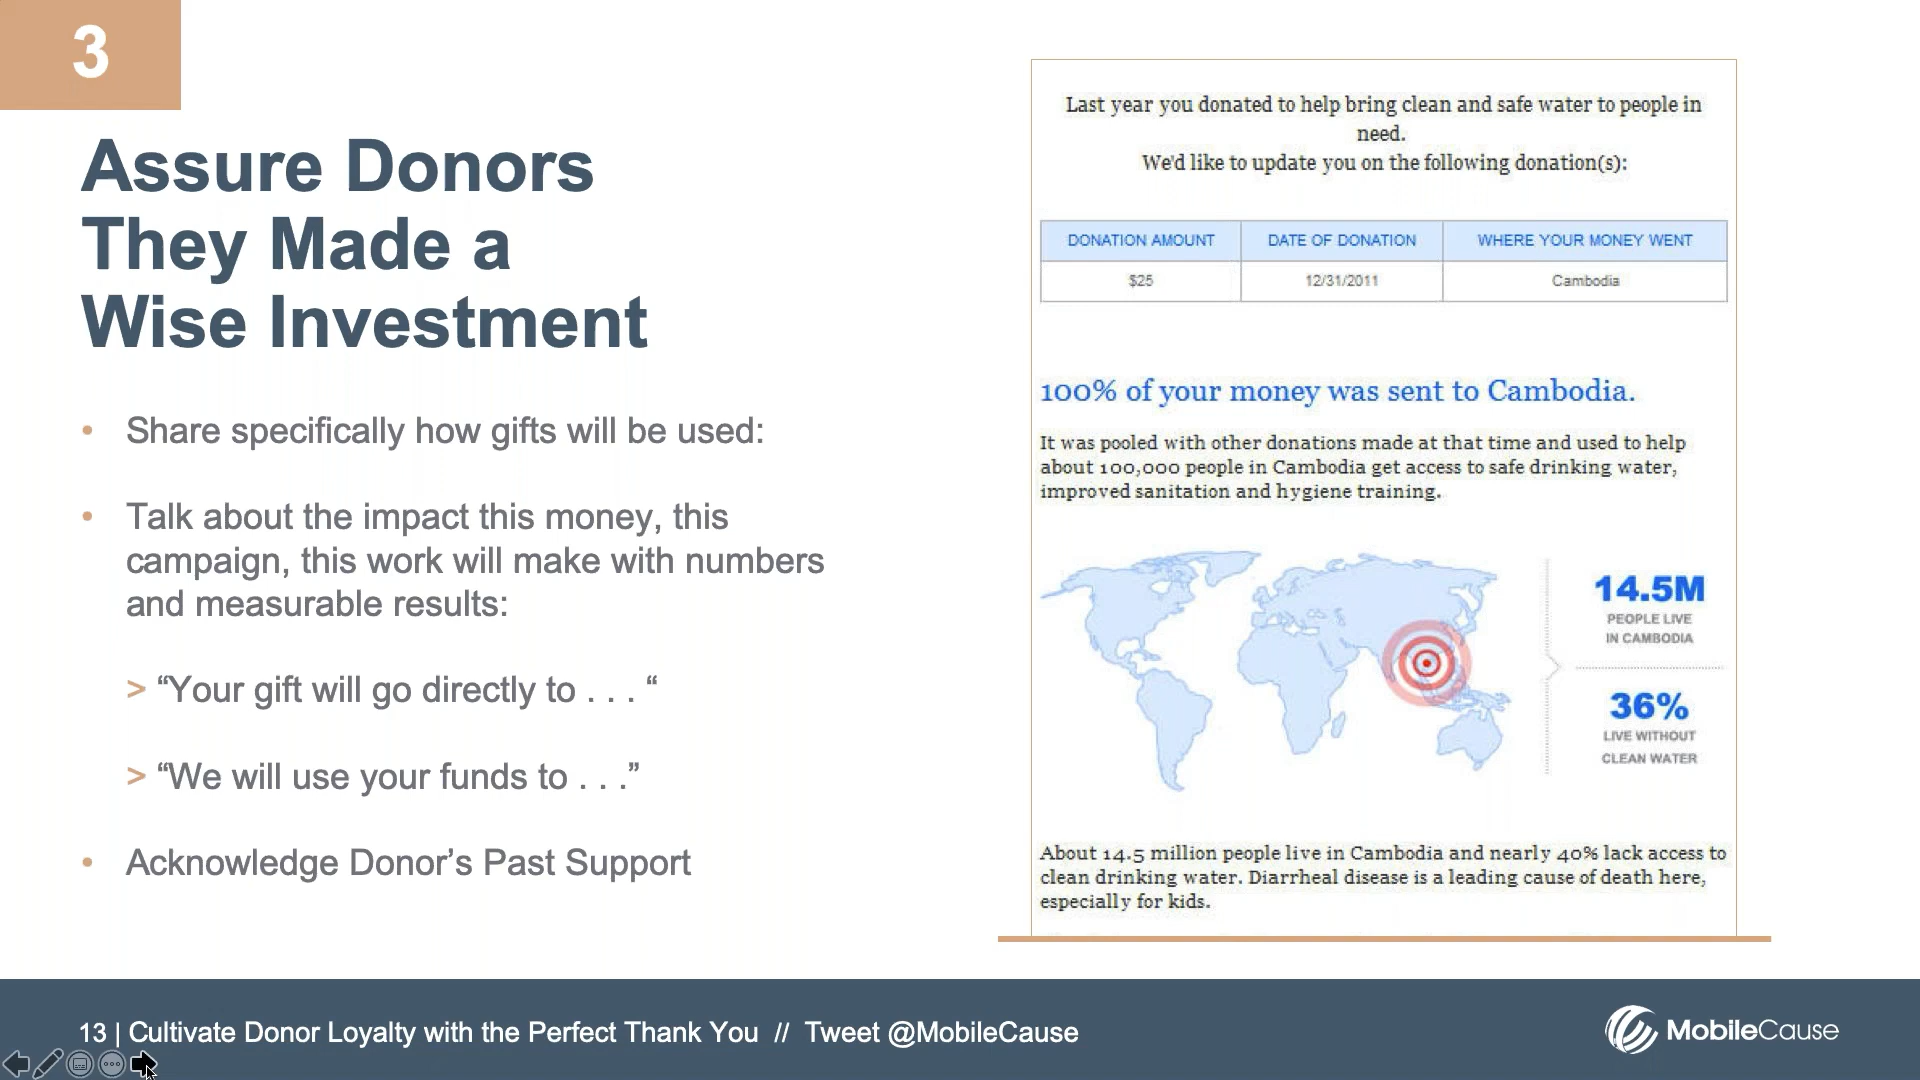 3
Assure Donors
They Made a
Wise Investment
• Share specifically how gifts will be used:
• Talk about the impact this money, this
campaign, this work will make with numbers
and measurable results:
> “Your gift will go directly to . . . “
> “We will use your funds to . . .”
• Acknowledge Donor’s Past Support
Last year you donated to help bring clean and safe water to people in
need.
We'd like to update you on the following donation(s):
DONATION AMOUNT DATE OF DONATION WHERE YOUR MONEY WENT
$25 12/31/2011 Cambodia
100% of your money was sent to Cambodia.
It was pooled with other donations made at that time and used to help
about 100,000 people in Cambodia get access to safe drinking water,
improved sanitation and hygiene training.
14.5M
PEOPLE LIVE
IN CAMBODIA
36%
LIVE WITHOUT
CLEAN WATER
About 14.5 million people live in Cambodia and nearly 40% lack access to
clean drinking water. Diarrheal disease is a leading cause of death here,
especially for kids.
13 | Cultivate Donor Loyalty with the Perfect Thank You // Tweet @MobileCause
MobileCause